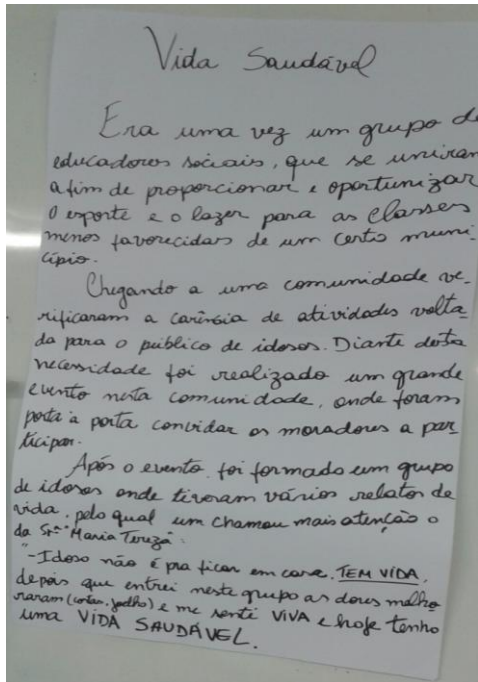 Vida Saudável
Era uma vez um grupo de
educadores sociais, que se uniram
a fim de proporcionar e oportunizar
o esporte e o lazer para as classes
menos favorecidas de um certo muni-
cípio.
Chegando a uma comunidade ve-
rificaram a carência de atividades volta-
da para o público de idosos. Diante desta
necessidade foi realizado um grande
evento nesta comunidade, onde foram
porta a porta convidar os moradores a par-
ticipar.
Após o evento foi formado um grupo
de idosos onde tiveram vários relatos de
vida, pelo qual um chamou mais atenção o
da Srª "Maria Tereza":
"-Idoso não é pra ficar em casa, TEM VIDA,
depois que entrei neste grupo as dores melho
raram (costas, joelho) e me senti VIVA e hoje tenho
uma VIDA SAUDÁVEL.